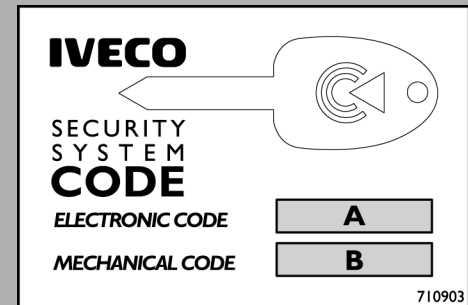 IVECO
SECURITY
SYSTEM
CODE
ELECTRONIC CODE A
MECHANICAL CODE B
710903